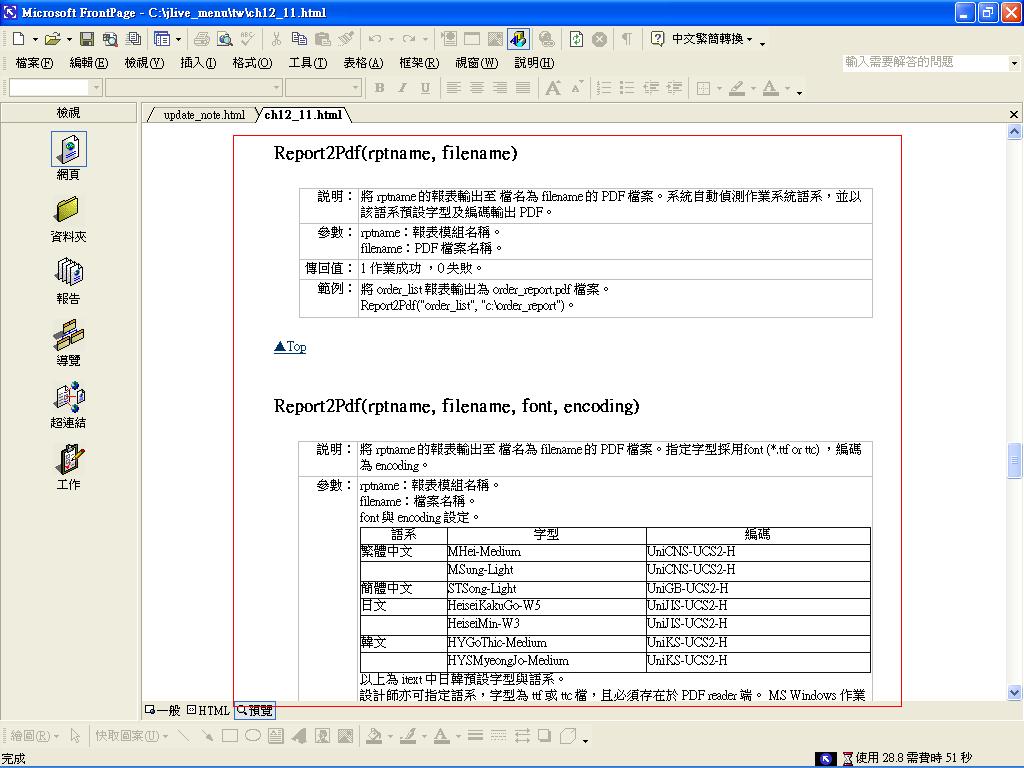 Microsoft FrontPage - C:\jlive_menu\tw\ch12_11.html
中文繁簡轉換
檔案(F) 編輯(E) 檢視(V) 插入(I) 格式(O) 工具(T) 表格(A) 框架(R) 視窗(W) 說明(H) 輸入需要解答的問題
B I U
檢視
update_note.html ch12_11.html
網頁
資料夾
報告
導覽
超連結
工作
Report2Pdf(rptname, filename)
說明： 將 rptname 的報表輸出至 檔名為 filename 的 PDF 檔案。系統自動偵測作業系統語系，並以
該語系預設字型及編碼輸出 PDF。
參數： rptname：報表模組名稱。
filename：PDF 檔案名稱。
傳回值： 1 作業成功 ，0 失敗。
範例： 將 order_list 報表輸出為 order_report.pdf 檔案。
Report2Pdf("order_list", "c:\order_report")。
▲Top
Report2Pdf(rptname, filename, font, encoding)
說明： 將 rptname 的報表輸出至 檔名為 filename 的 PDF 檔案。指定字型採用font (*.ttf or ttc) ，編碼
為 encoding。
參數： rptname：報表模組名稱。
filename：檔案名稱。
font 與 encoding 設定。
語系 字型 編碼
繁體中文 MHei-Medium UniCNS-UCS2-H
MSung-Light UniCNS-UCS2-H
簡體中文 STSong-Light UniGB-UCS2-H
日文 HeiseiKakuGo-W5 UniJIS-UCS2-H
HeiseiMin-W3 UniJIS-UCS2-H
韓文 HYGoThic-Medium UniKS-UCS2-H
HYSMyeongJo-Medium UniKS-UCS2-H
以上為 itext 中日韓預設字型與語系。
設計師亦可指定語系，字型為 ttf 或 ttc 檔，且必須存在於 PDF reader 端。 MS Windows 作業
一般 HTML 預覽
繪圖(R) 快取圖案(U)
完成 使用 28.8 需費時 51 秒